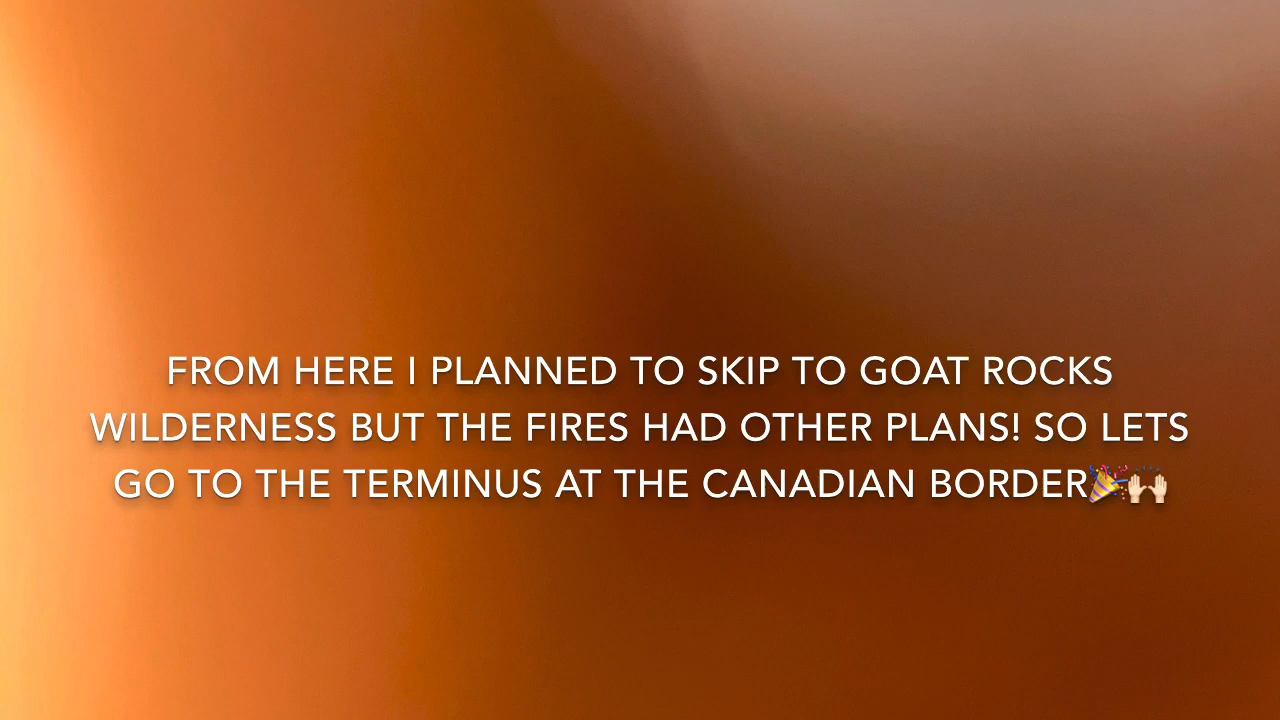 FROM HERE I PLANNED TO SKIP TO GOAT ROCKS
WILDERNESS BUT THE FIRES HAD OTHER PLANS! SO LETS
GO TO THE TERMINUS AT THE CANADIAN BORDER🎉🙌🏻